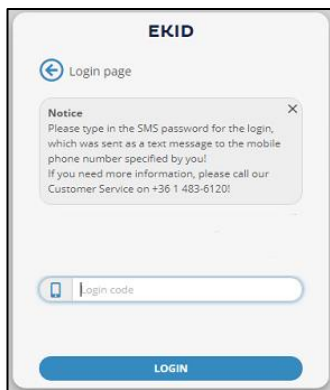 EKID
Login page
Notice
Please type in the SMS password for the login,
which was sent as a text message to the mobile
phone number specified by you!
If you need more information, please call our
Customer Service on +36 1 483-6120!
Login code
LOGIN